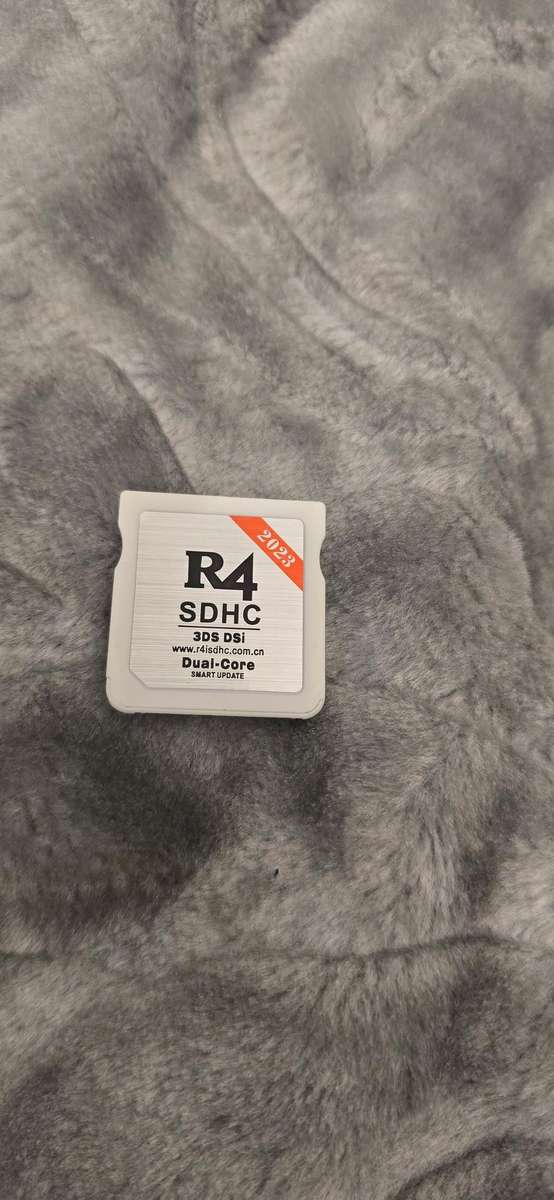 2023
R4
SDHC
3DS DSi
www.r4isdhc.com.cn
Dual-Core
SMART UPDATE